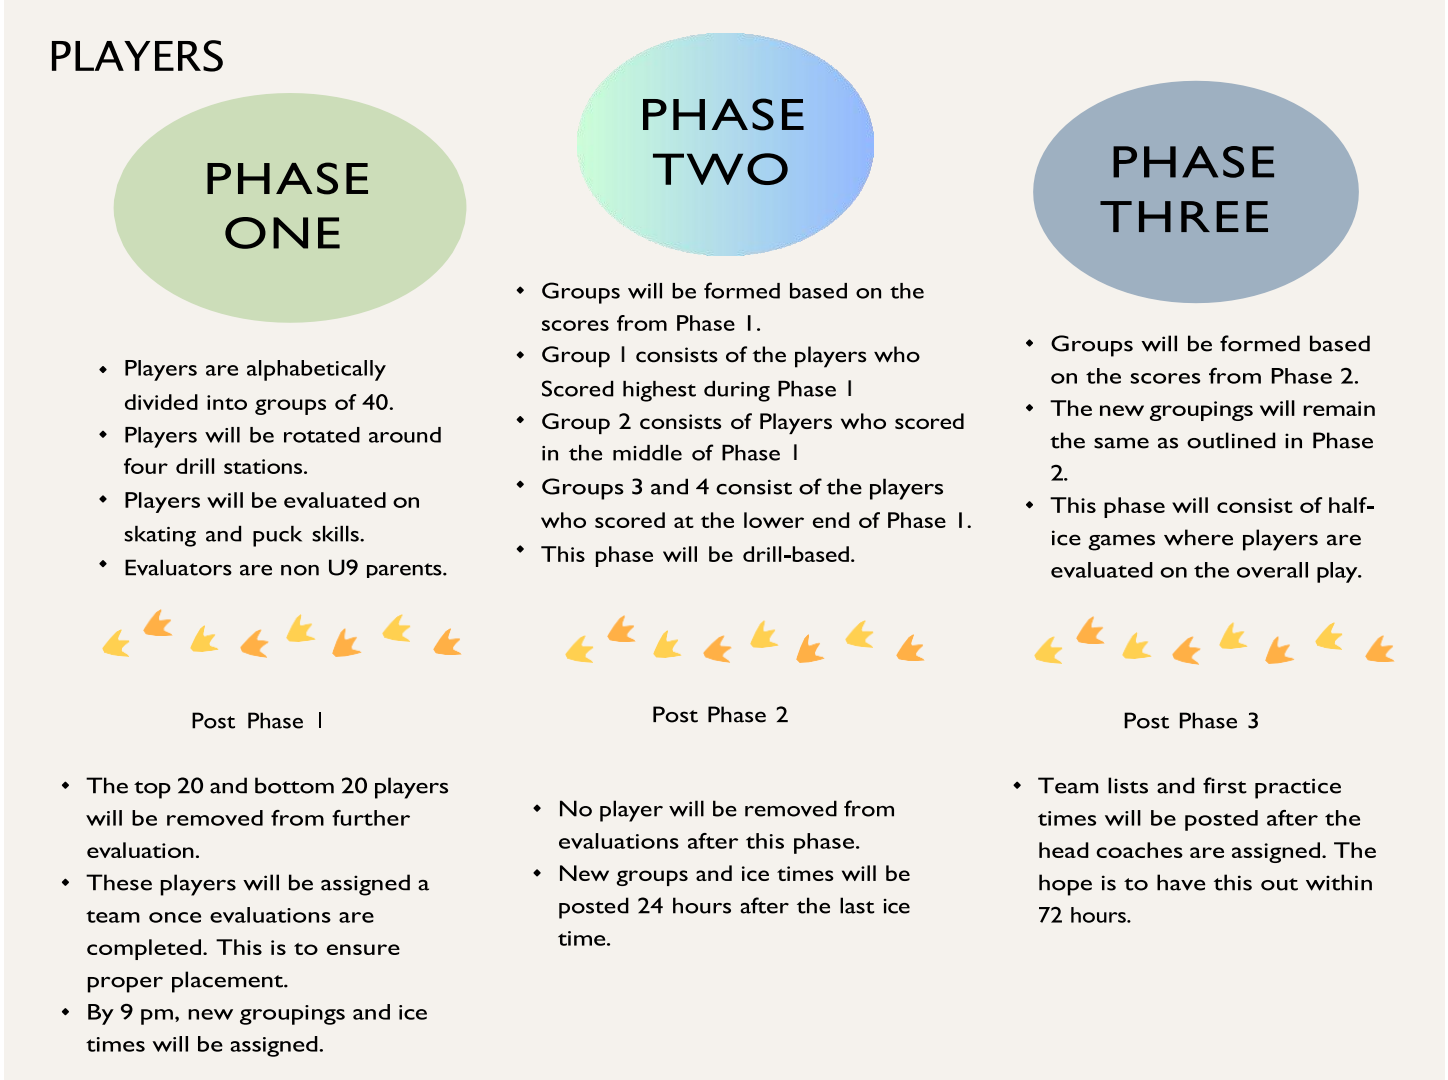 PLAYERS
PHASE
ONE
• Players are alphabetically
divided into groups of 40.
• Players will be rotated around
four drill stations.
• Players will be evaluated on
skating and puck skills.
• Evaluators are non U9 parents.
Post Phase 1
• The top 20 and bottom 20 players
will be removed from further
evaluation.
• These players will be assigned a
team once evaluations are
completed. This is to ensure
proper placement.
• By 9 pm, new groupings and ice
times will be assigned.
PHASE
TWO
• Groups will be formed based on the
scores from Phase 1.
• Group 1 consists of the players who
Scored highest during Phase 1
• Group 2 consists of Players who scored
in the middle of Phase 1
• Groups 3 and 4 consist of the players
who scored at the lower end of Phase 1.
• This phase will be drill-based.
Post Phase 2
• No player will be removed from
evaluations after this phase.
• New groups and ice times will be
posted 24 hours after the last ice
time.
PHASE
THREE
• Groups will be formed based
on the scores from Phase 2.
• The new groupings will remain
the same as outlined in Phase
2.
• This phase will consist of half-
ice games where players are
evaluated on the overall play.
Post Phase 3
• Team lists and first practice
times will be posted after the
head coaches are assigned. The
hope is to have this out within
72 hours.